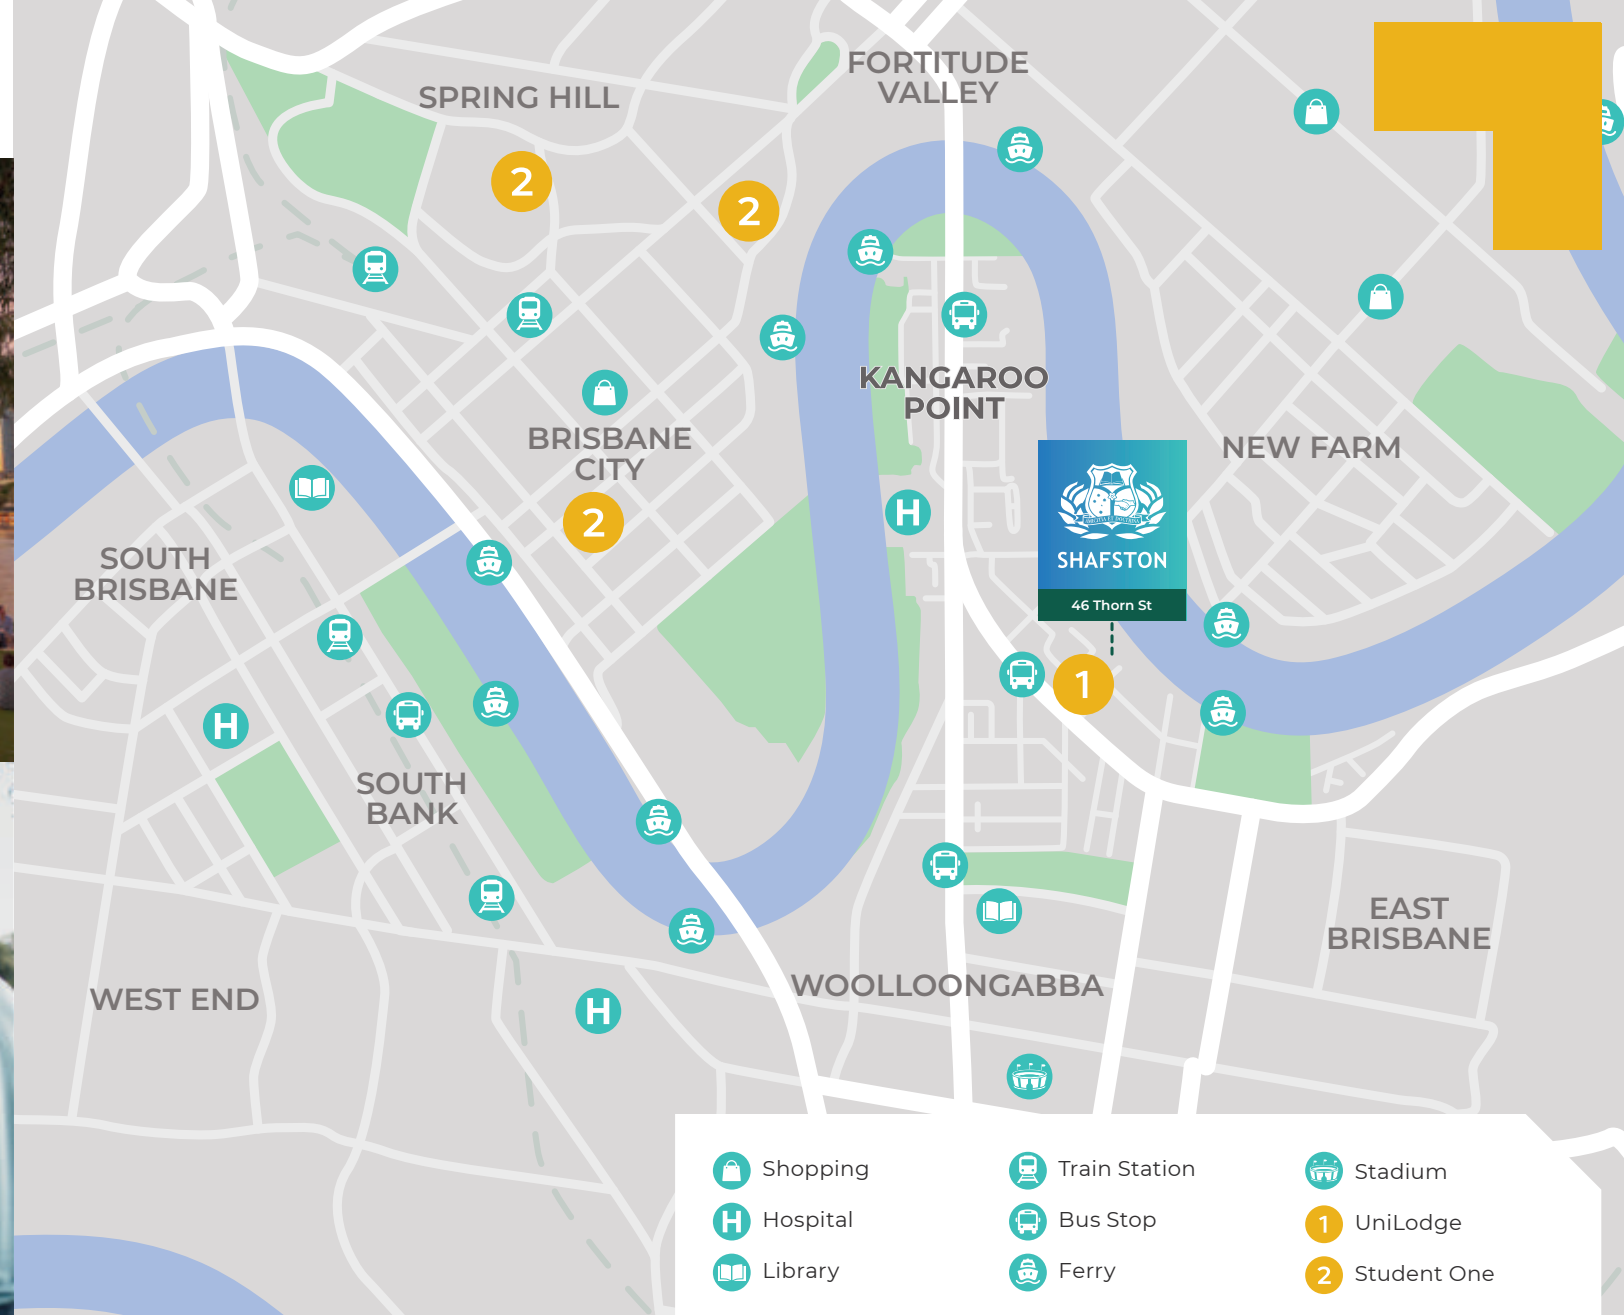 FORTITUDE
VALLEY
SPRING HILL
2
2
KANGAROO
POINT
BRISBANE
CITY
NEW FARM
2
H
SHAFSTON
46 Thorn St
SOUTH
BRISBANE
1
H
SOUTH
BANK
EAST
BRISBANE
WOOLLOONGABBA
WEST END
H
Shopping
H Hospital
Library
Train Station
Bus Stop
Ferry
Stadium
1 UniLodge
2 Student One